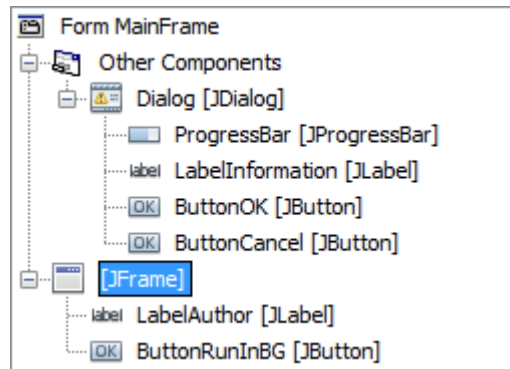 Form MainFrame
Other Components
Dialog [JDialog]
ProgressBar [JProgressBar]
label LabelInformation [JLabel]
OK ButtonOK [JButton]
OK ButtonCancel [JButton]
[JFrame]
label LabelAuthor [JLabel]
OK ButtonRunInBG [JButton]